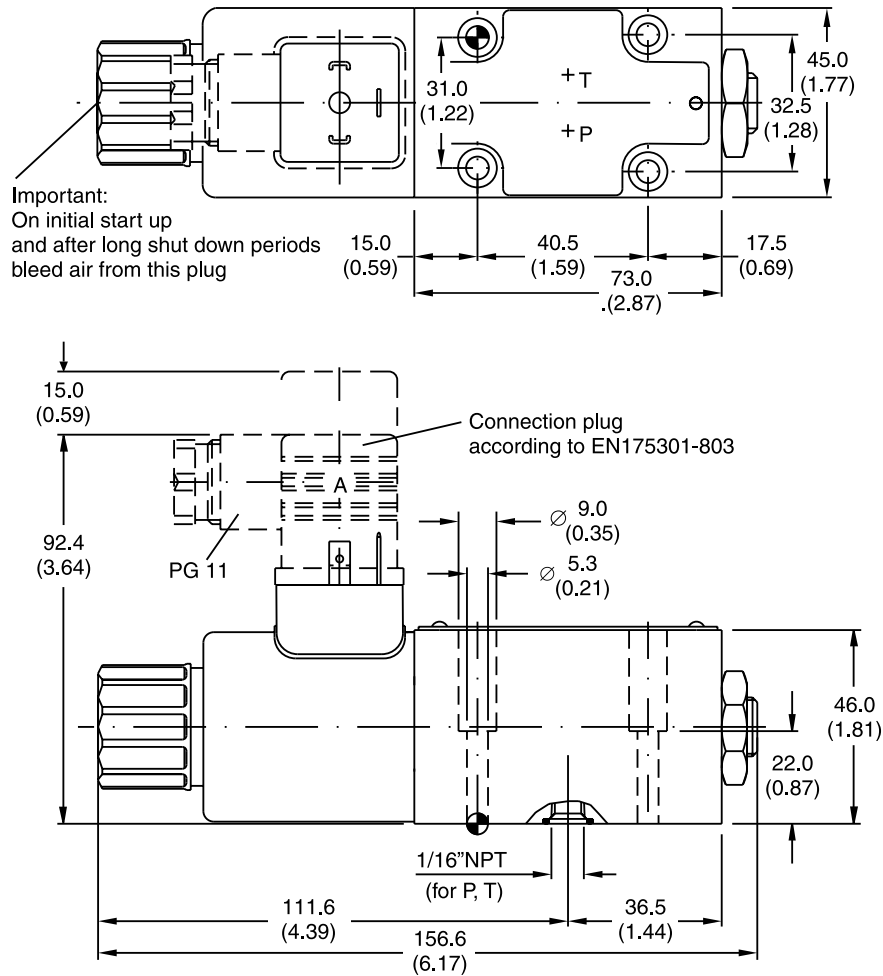 45.0
(1.77)
31.0
(1.22)
T
P
32.5
(1.28)
Important:
On initial start up
and after long shut down periods
bleed air from this plug
15.0
(0.59)
40.5
(1.59)
17.5
(0.69)
73.0
.(2.87)
15.0
(0.59)
Connection plug
according to EN175301-803
A
92.4
(3.64)
PG 11
∅ 9.0
(0.35)
∅ 5.3
(0.21)
46.0
(1.81)
22.0
(0.87)
1/16”NPT
(for P, T)
111.6
(4.39)
36.5
(1.44)
156.6
(6.17)